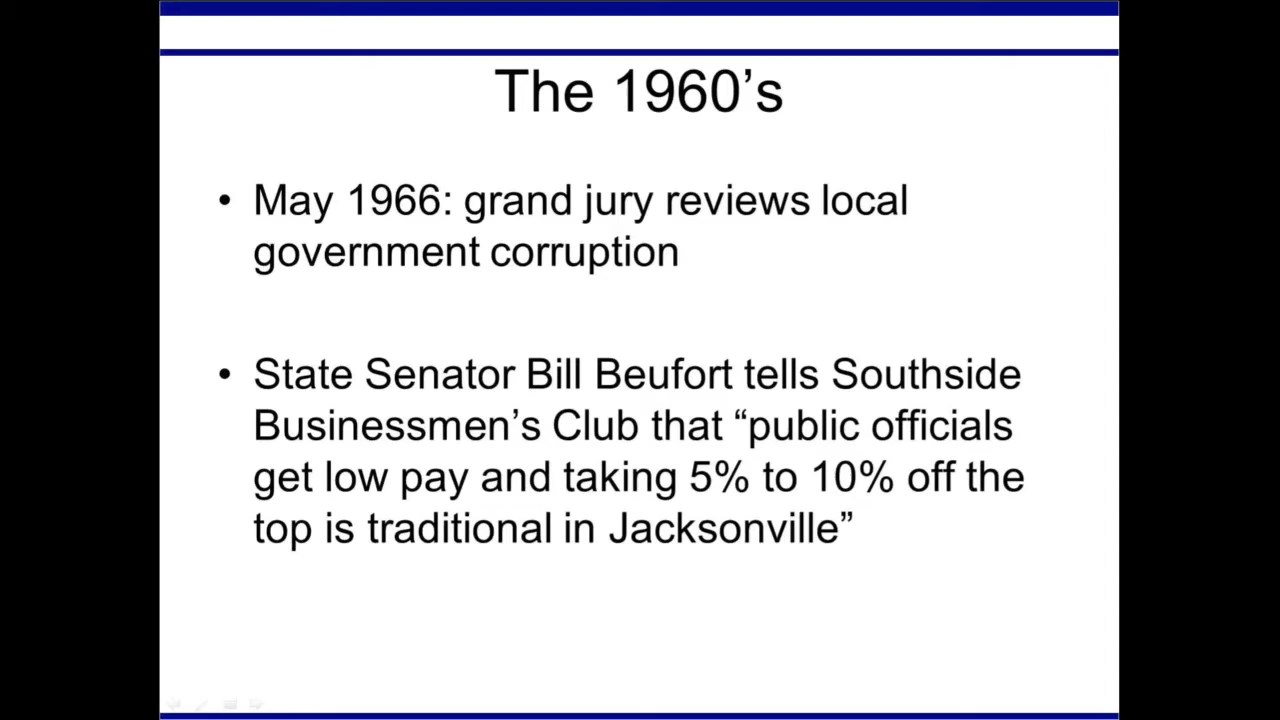 The 1960’s
• May 1966: grand jury reviews local
government corruption
• State Senator Bill Beufort tells Southside
Businessmen’s Club that “public officials
get low pay and taking 5% to 10% off the
top is traditional in Jacksonville”